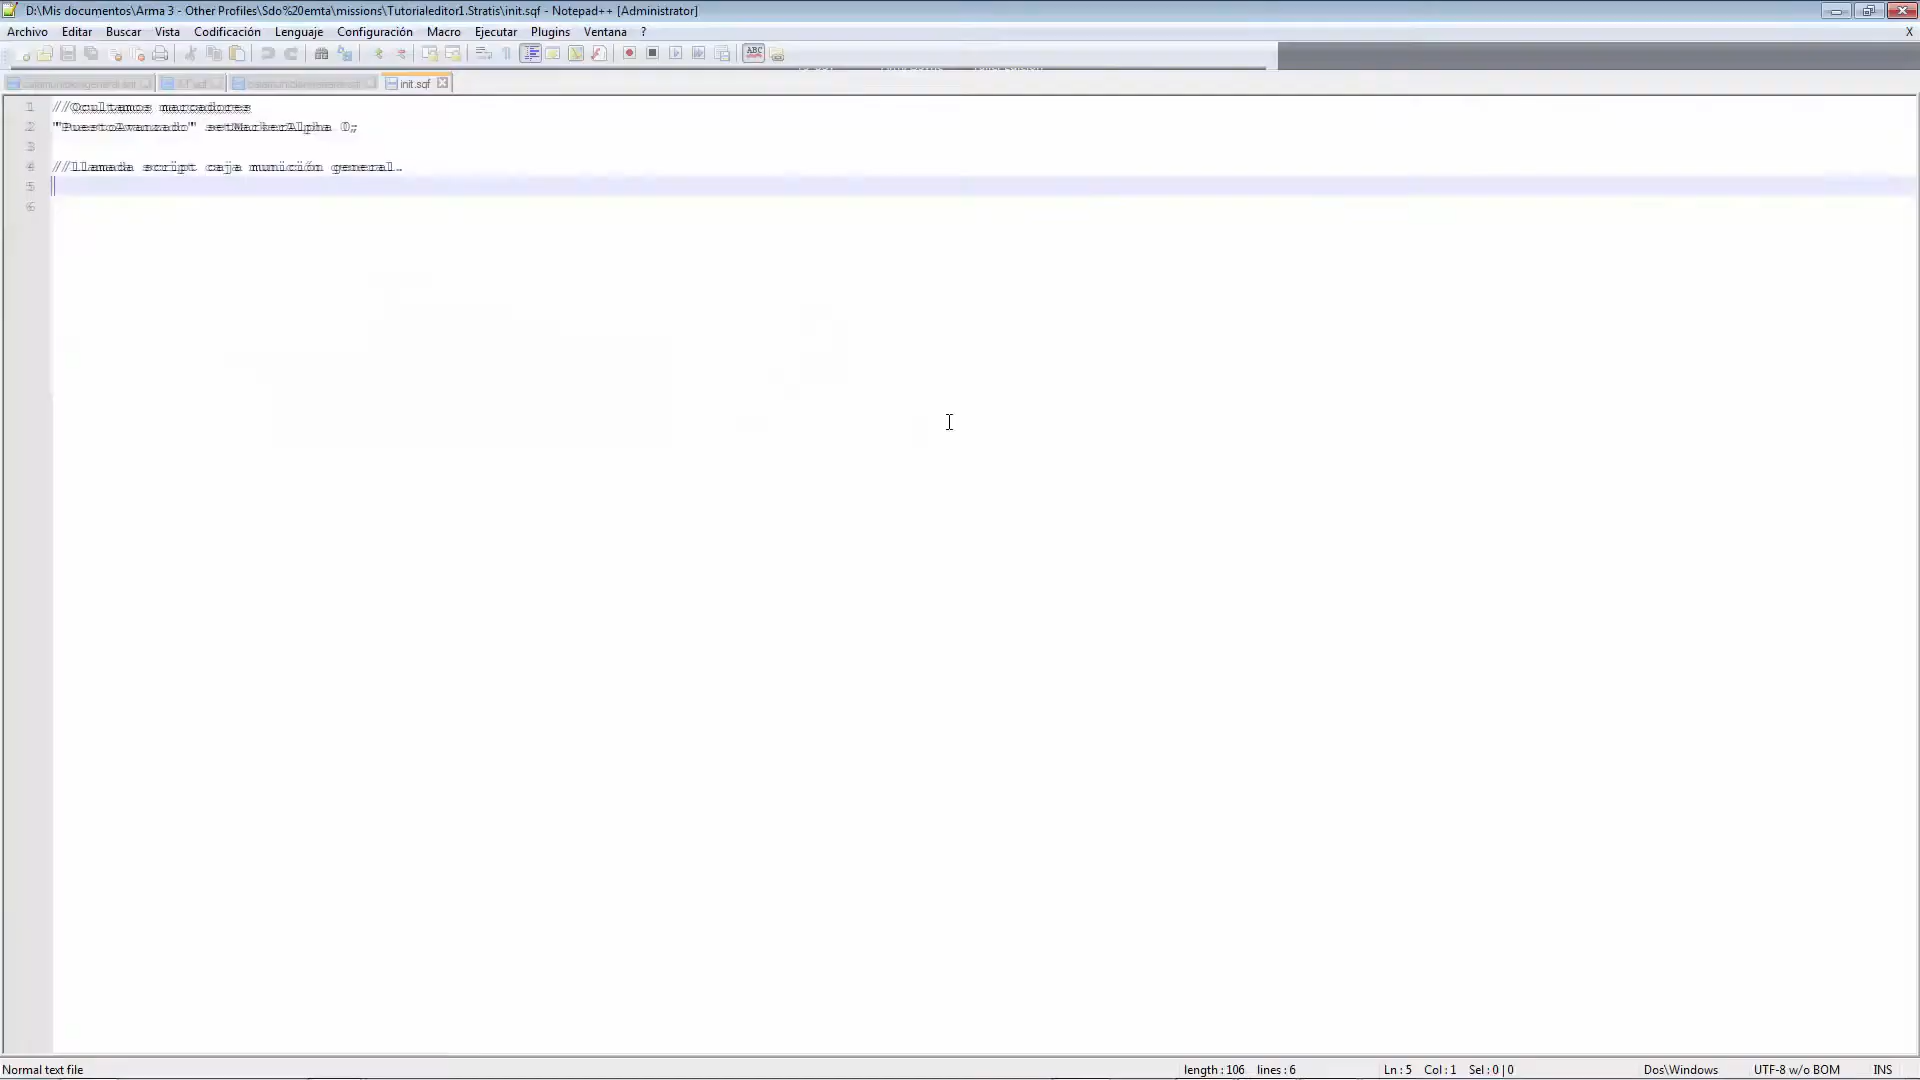 D:\Mis documentos\Arma 3 - Other Profiles\Sdo%20emta\missions\Tutorialeditor1.Stratis\init.sqf - Notepad++ [Administrator]
Archivo Editar Buscar Vista Codificación Lenguaje Configuración Macro Ejecutar Plugins Ventana ? X
ABC
init.sqf
1 //Ocultamos marcadores
2 "PuestoAvanzado" setMarkerAlpha 0;
3
4 //Llamada script caja munición general.
5
6
Normal text file length : 106 lines : 6 Ln : 5 Col : 1 Sel : 0 | 0 Dos\Windows UTF-8 w/o BOM INS